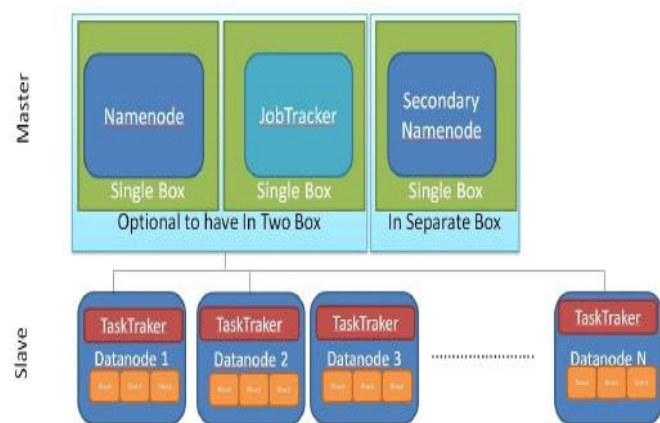 Master
Namenode
JobTracker
Secondary
Namenode
Single Box
Single Box
Single Box
Optional to have In Two Box
In Separate Box
Slave
TaskTraker
TaskTraker
TaskTraker
TaskTraker
Datanode 1
Datanode 2
Datanode 3
Datanode N